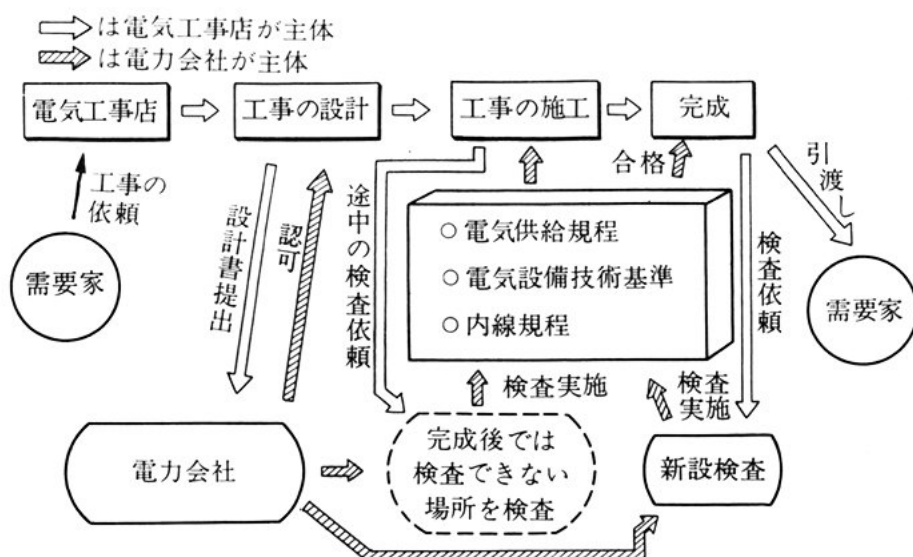 は電気工事店が主体
は電力会社が主体
電気工事店
工事の設計
工事の施工
完成
工事の
依頼
需要家
設計書提出
認可
途中の検査依頼
合格
引渡し
○電気供給規程
○電気設備技術基準
○内線規程
検査依頼
需要家
検査実施
検査
実施
電力会社
完成後では
検査できない
場所を検査
新設検査